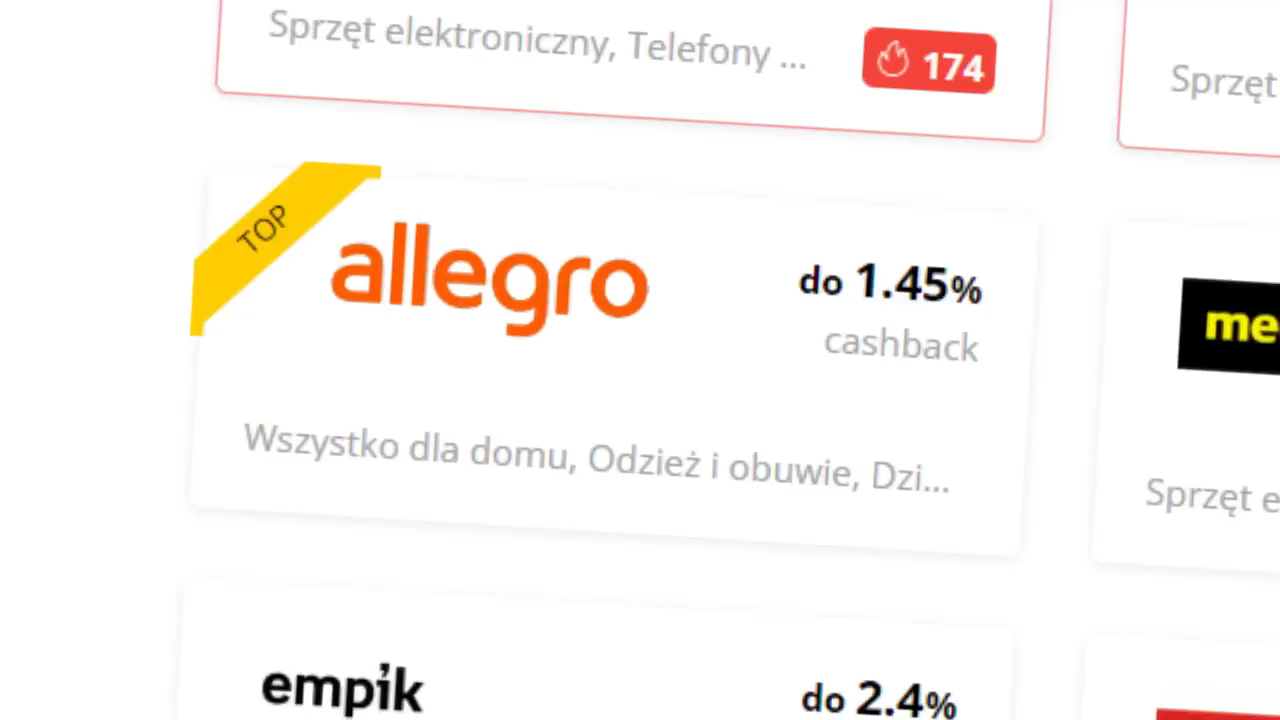 Sprzęt elektroniczny, Telefony ...
174
Sprzęt
TOP
allegro
do 1.45%
cashback
me
Wszystko dla domu, Odzież i obuwie, Dzi...
Sprzęt e
empik
do 2.4%